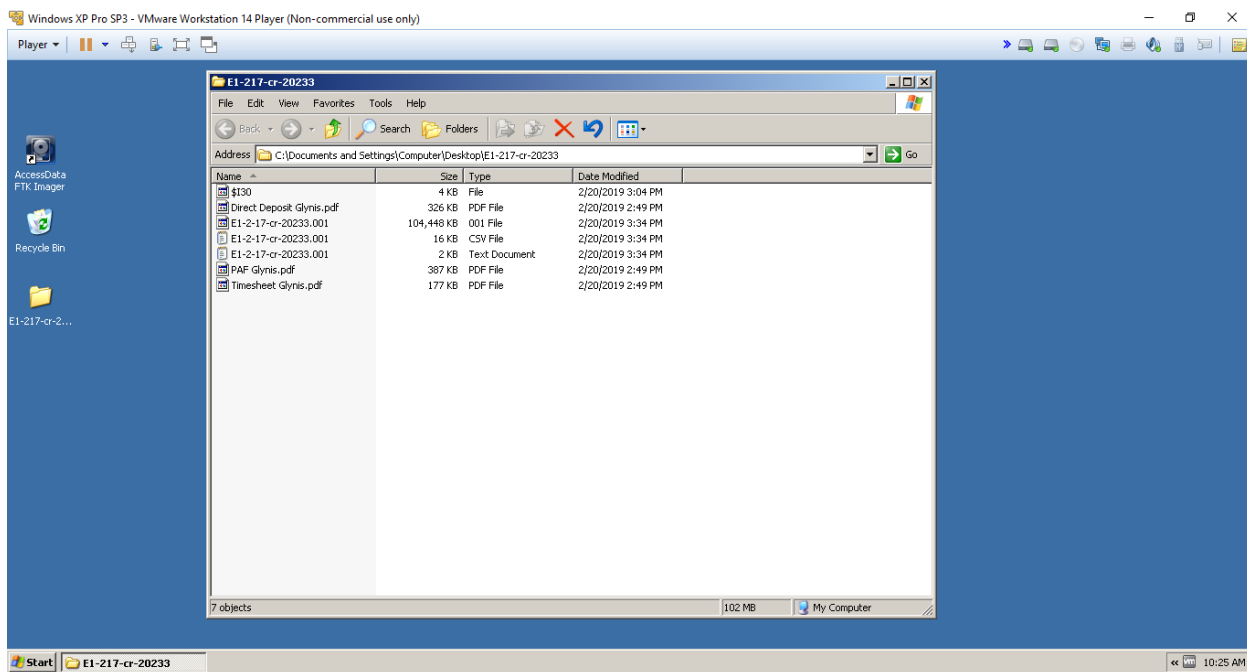 Windows XP Pro SP3 - VMware Workstation 14 Player (Non-commercial use only)
Player
E1-217-cr-20233
File Edit View Favorites Tools Help
Back Search Folders
Address C:\Documents and Settings\Computer\Desktop\E1-217-cr-20233 Go
Name Size Type Date Modified
$I30 4 KB File 2/20/2019 3:04 PM
Direct Deposit Glynis.pdf 326 KB PDF File 2/20/2019 2:49 PM
E1-2-17-cr-20233.001 104,448 KB 001 File 2/20/2019 3:34 PM
E1-2-17-cr-20233.001 16 KB CSV File 2/20/2019 3:34 PM
E1-2-17-cr-20233.001 2 KB Text Document 2/20/2019 3:34 PM
PAF Glynis.pdf 387 KB PDF File 2/20/2019 2:49 PM
Timesheet Glynis.pdf 177 KB PDF File 2/20/2019 2:49 PM
7 objects 102 MB My Computer
AccessData
FTK Imager
Recycle Bin
E1-217-cr-2...
Start E1-217-cr-20233 vm 10:25 AM